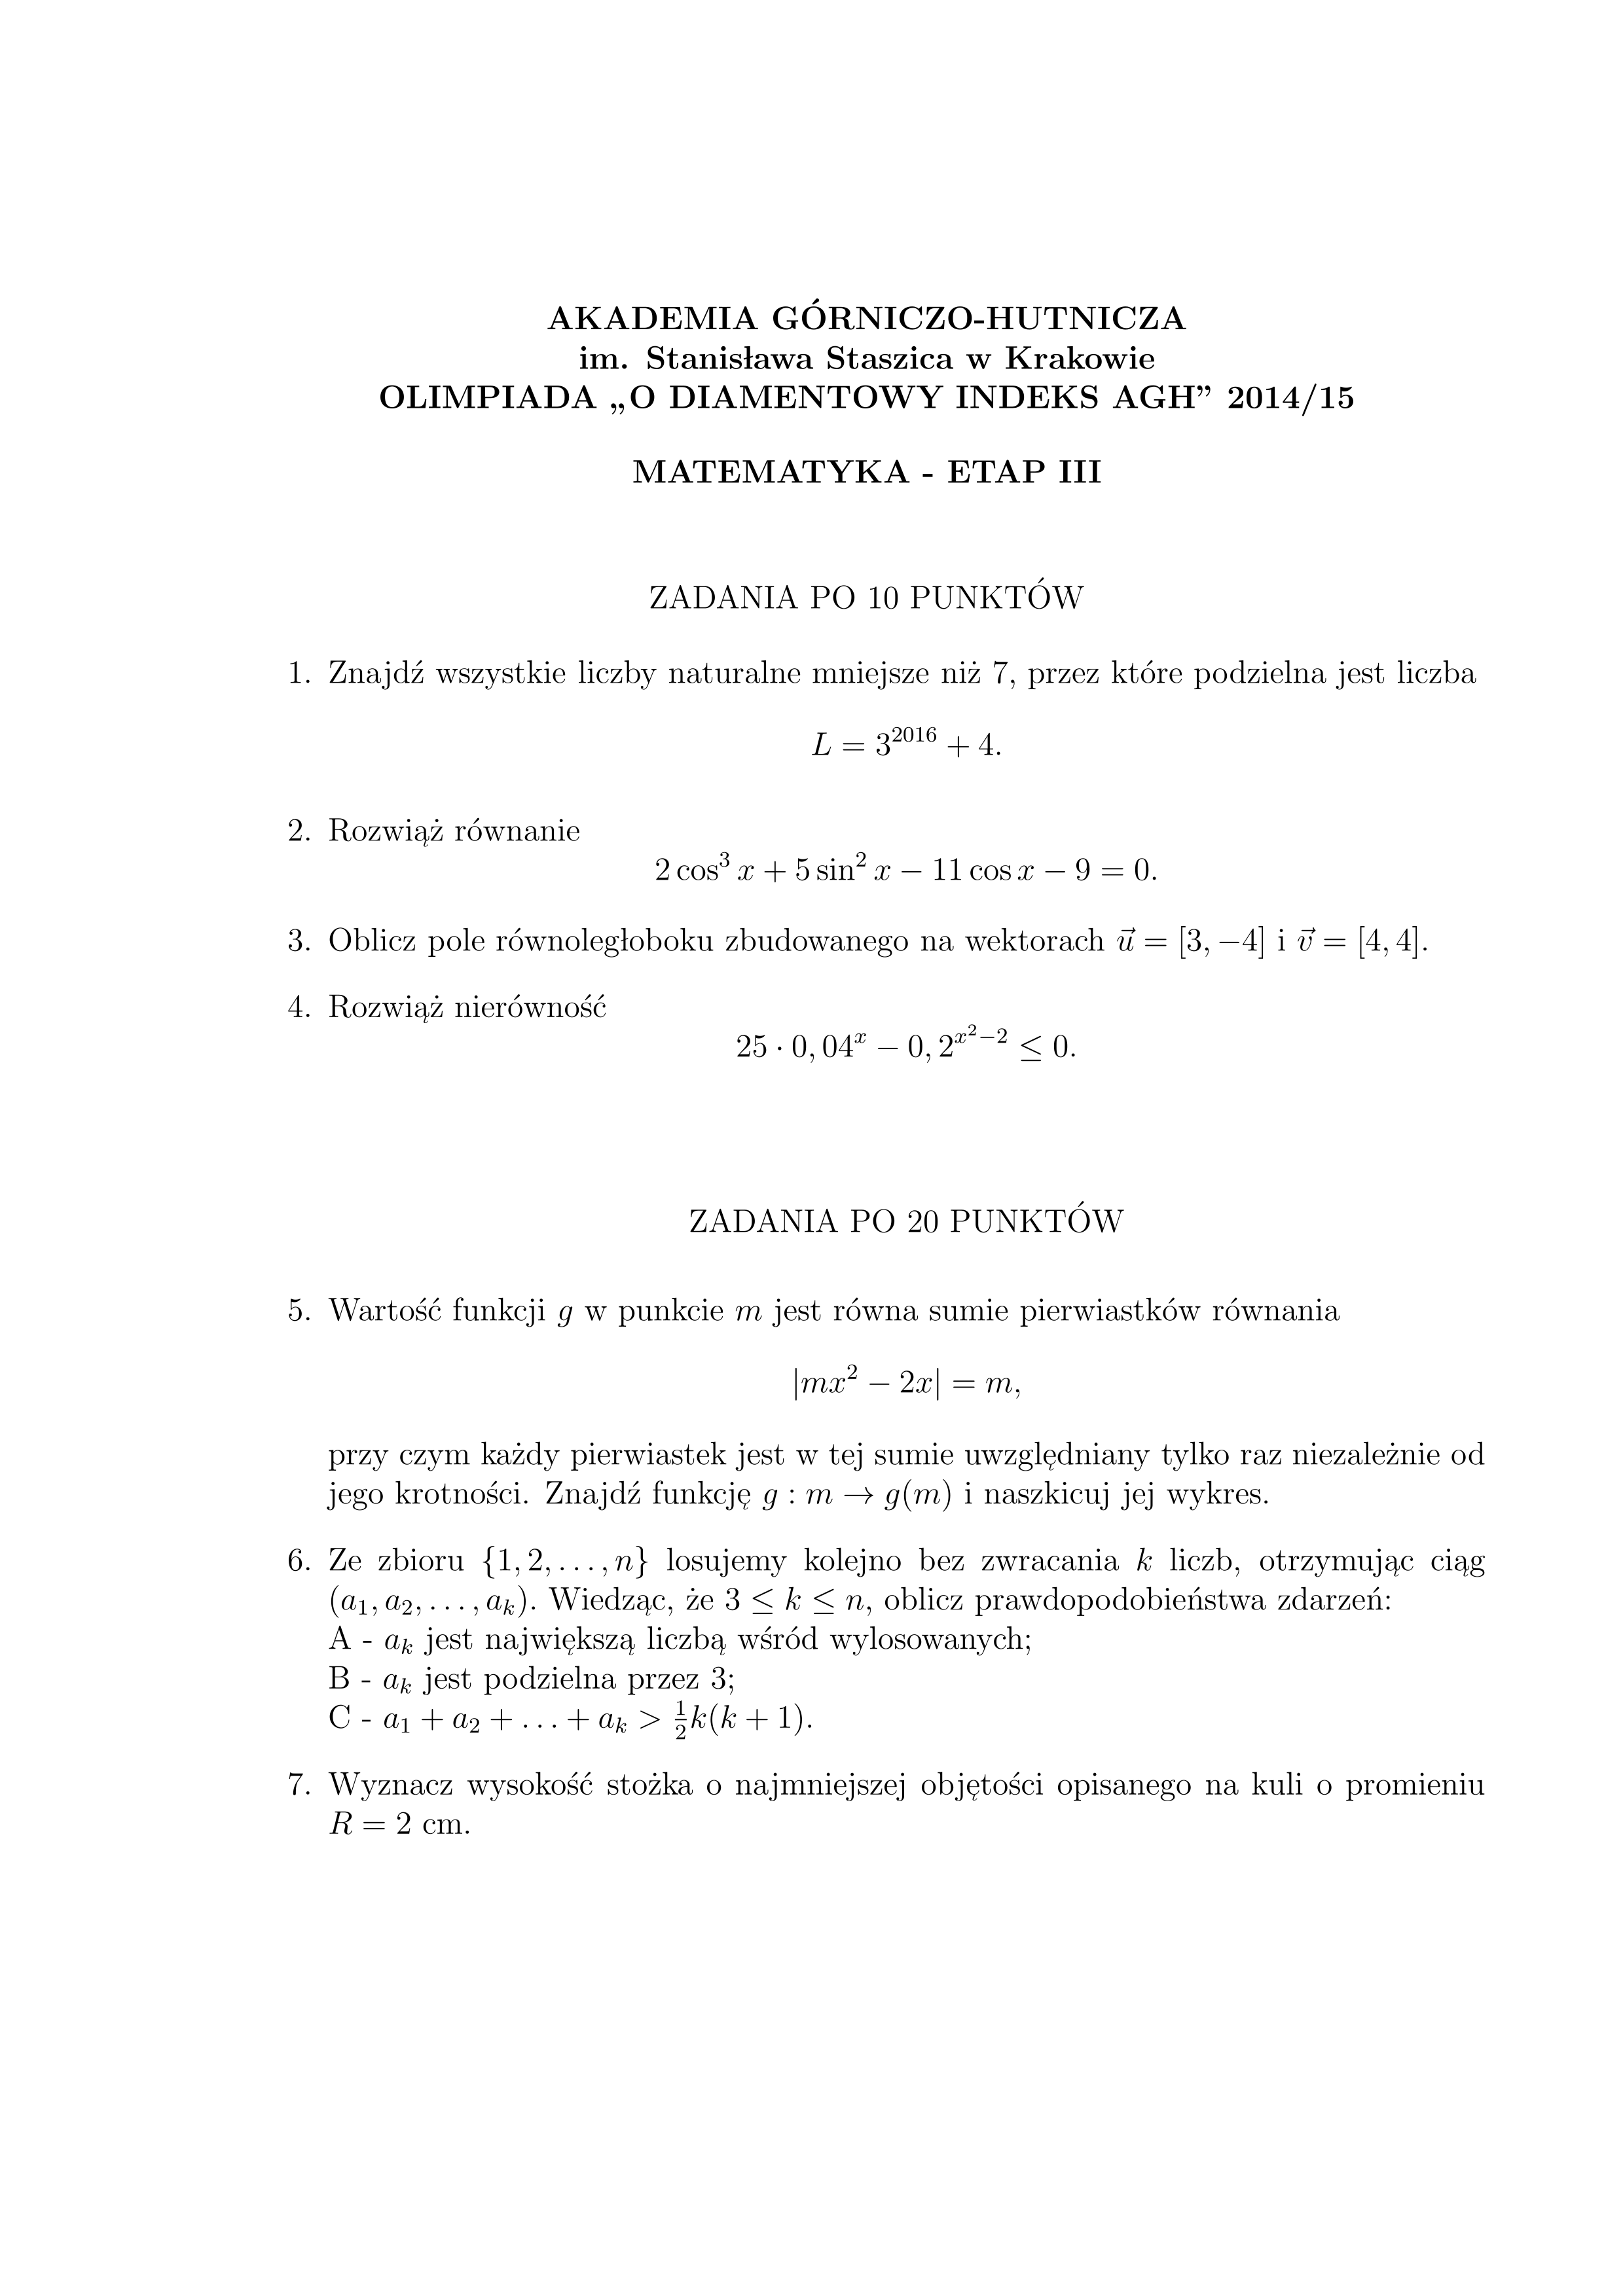 AKADEMIA GÓRNICZO-HUTNICZA
im. Stanisława Staszica w Krakowie
OLIMPIADA „O DIAMENTOWY INDEKS AGH” 2014/15
MATEMATYKA - ETAP III
ZADANIA PO 10 PUNKTÓW
1. Znajdź wszystkie liczby naturalne mniejsze niż 7, przez które podzielna jest liczba
$L = 3^{2016} + 4.$
2. Rozwiąż równanie
$2\cos^3 x + 5\sin^2 x - 11\cos x - 9 = 0.$
3. Oblicz pole równoległoboku zbudowanego na wektorach $\vec{u} = [3, -4]$ i $\vec{v} = [4, 4]$.
4. Rozwiąż nierówność
$25 \cdot 0,04^x - 0,2^{x^2-2} \leq 0.$
ZADANIA PO 20 PUNKTÓW
5. Wartość funkcji $g$ w punkcie $m$ jest równa sumie pierwiastków równania
$|mx^2 - 2x| = m,$
przy czym każdy pierwiastek jest w tej sumie uwzględniany tylko raz niezależnie od
jego krotności. Znajdź funkcję $g : m \to g(m)$ i naszkicuj jej wykres.
6. Ze zbioru $\{1, 2, \ldots, n\}$ losujemy kolejno bez zwracania $k$ liczb, otrzymując ciąg
$(a_1, a_2, \ldots, a_k)$. Wiedząc, że $3 \leq k \leq n$, oblicz prawdopodobieństwa zdarzeń:
A - $a_k$ jest największą liczbą wśród wylosowanych;
B - $a_k$ jest podzielna przez 3;
C - $a_1 + a_2 + \ldots + a_k > \frac{1}{2}k(k + 1)$.
7. Wyznacz wysokość stożka o najmniejszej objętości opisanego na kuli o promieniu
$R = 2$ cm.